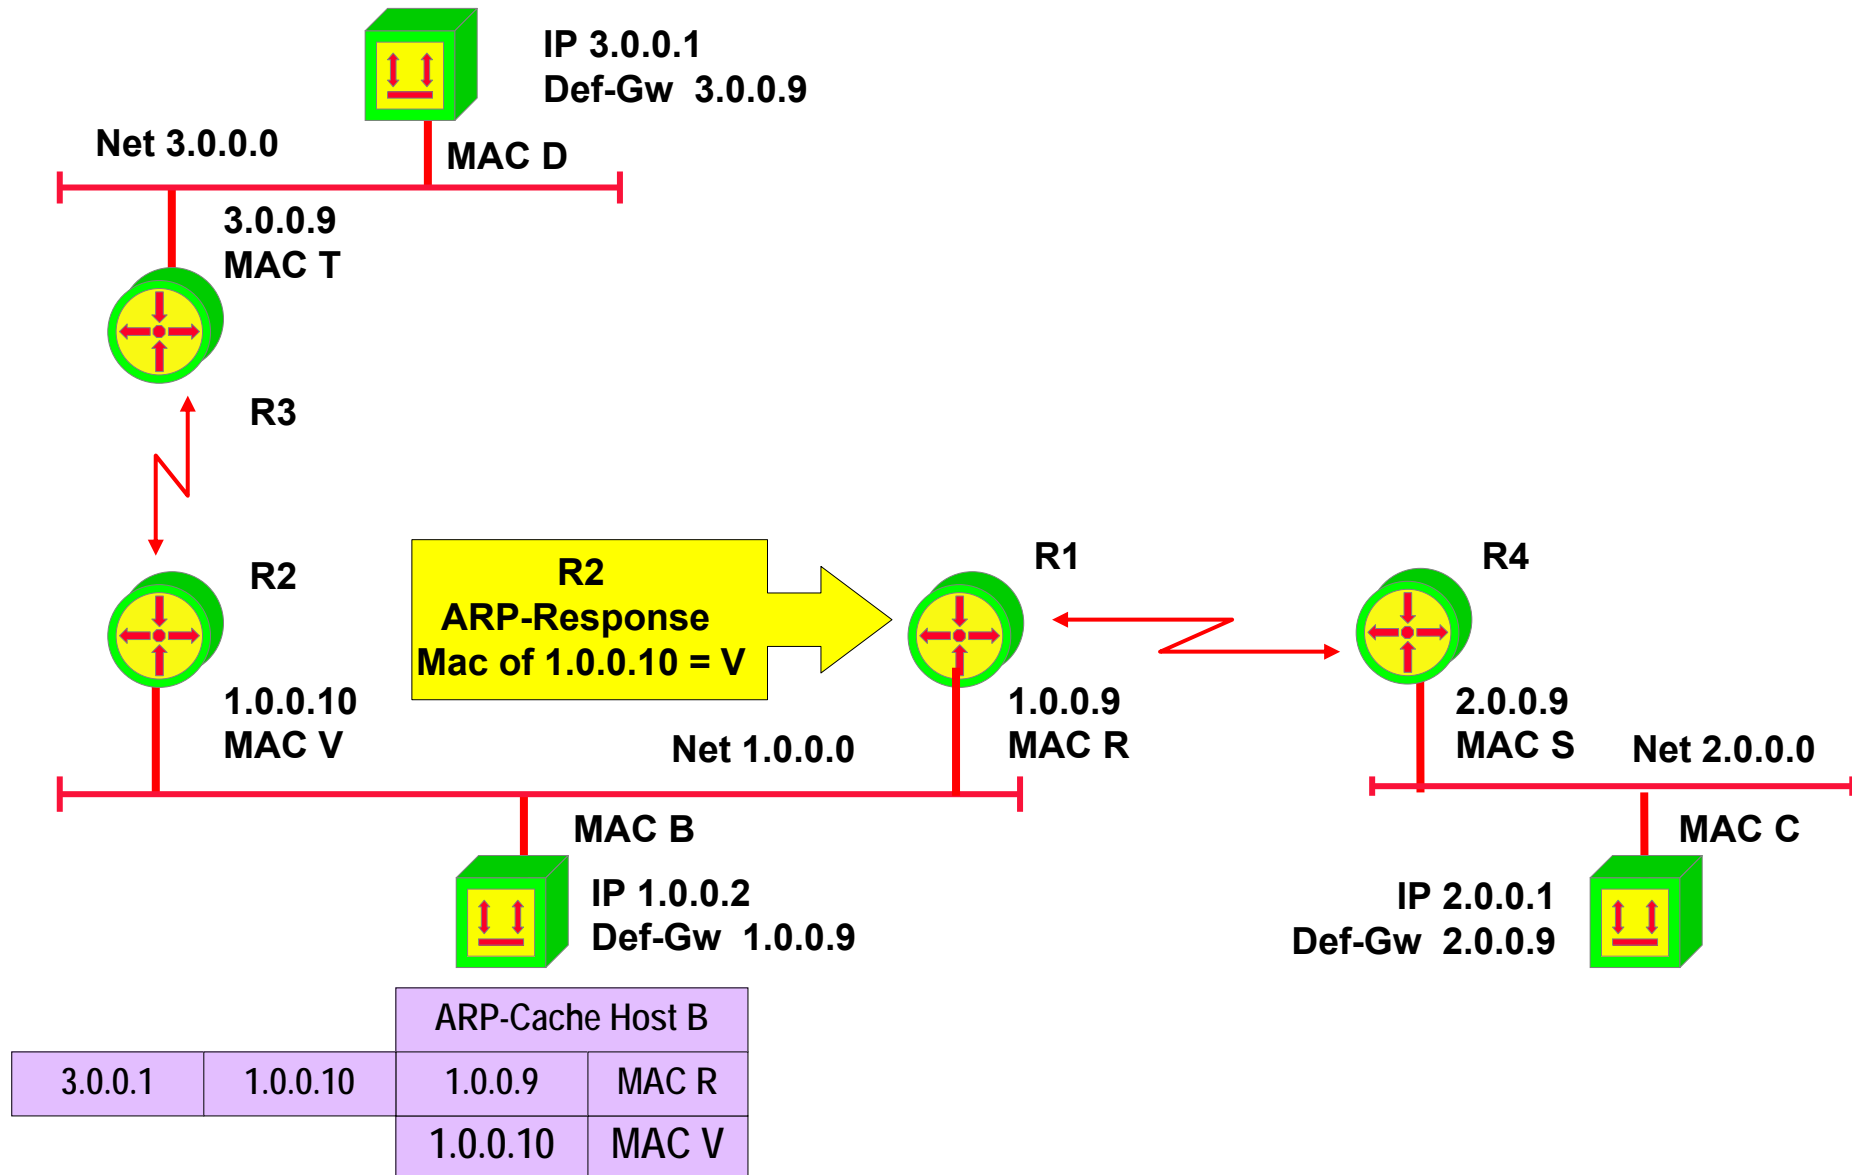 IP 3.0.0.1
Def-Gw 3.0.0.9
Net 3.0.0.0
MAC D
3.0.0.9
MAC T
R3
R2
R2
ARP-Response
Mac of 1.0.0.10 = V
R1
R4
1.0.0.10
MAC V
Net 1.0.0.0
1.0.0.9
MAC R
2.0.0.9
MAC S
Net 2.0.0.0
MAC B
MAC C
IP 1.0.0.2
Def-Gw 1.0.0.9
IP 2.0.0.1
Def-Gw 2.0.0.9
ARP-Cache Host B
3.0.0.1 1.0.0.10 1.0.0.9 MAC R
1.0.0.10 MAC V